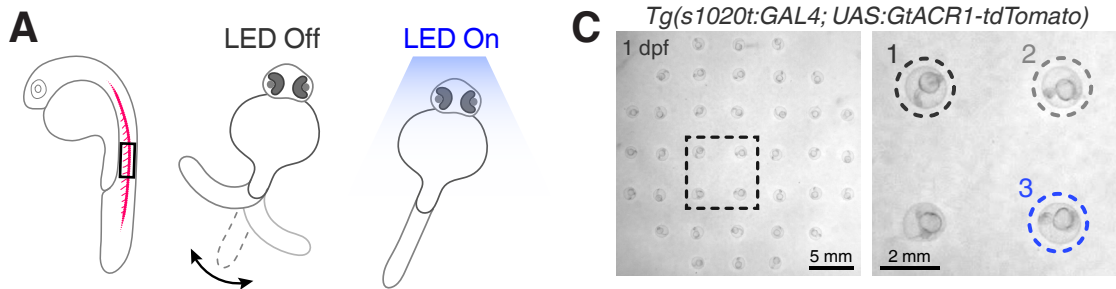 A
LED Off
LED On
C
Tg(s1020t:GAL4; UAS:GtACR1-tdTomato)
1 dpf
5 mm
1
2
3
2 mm